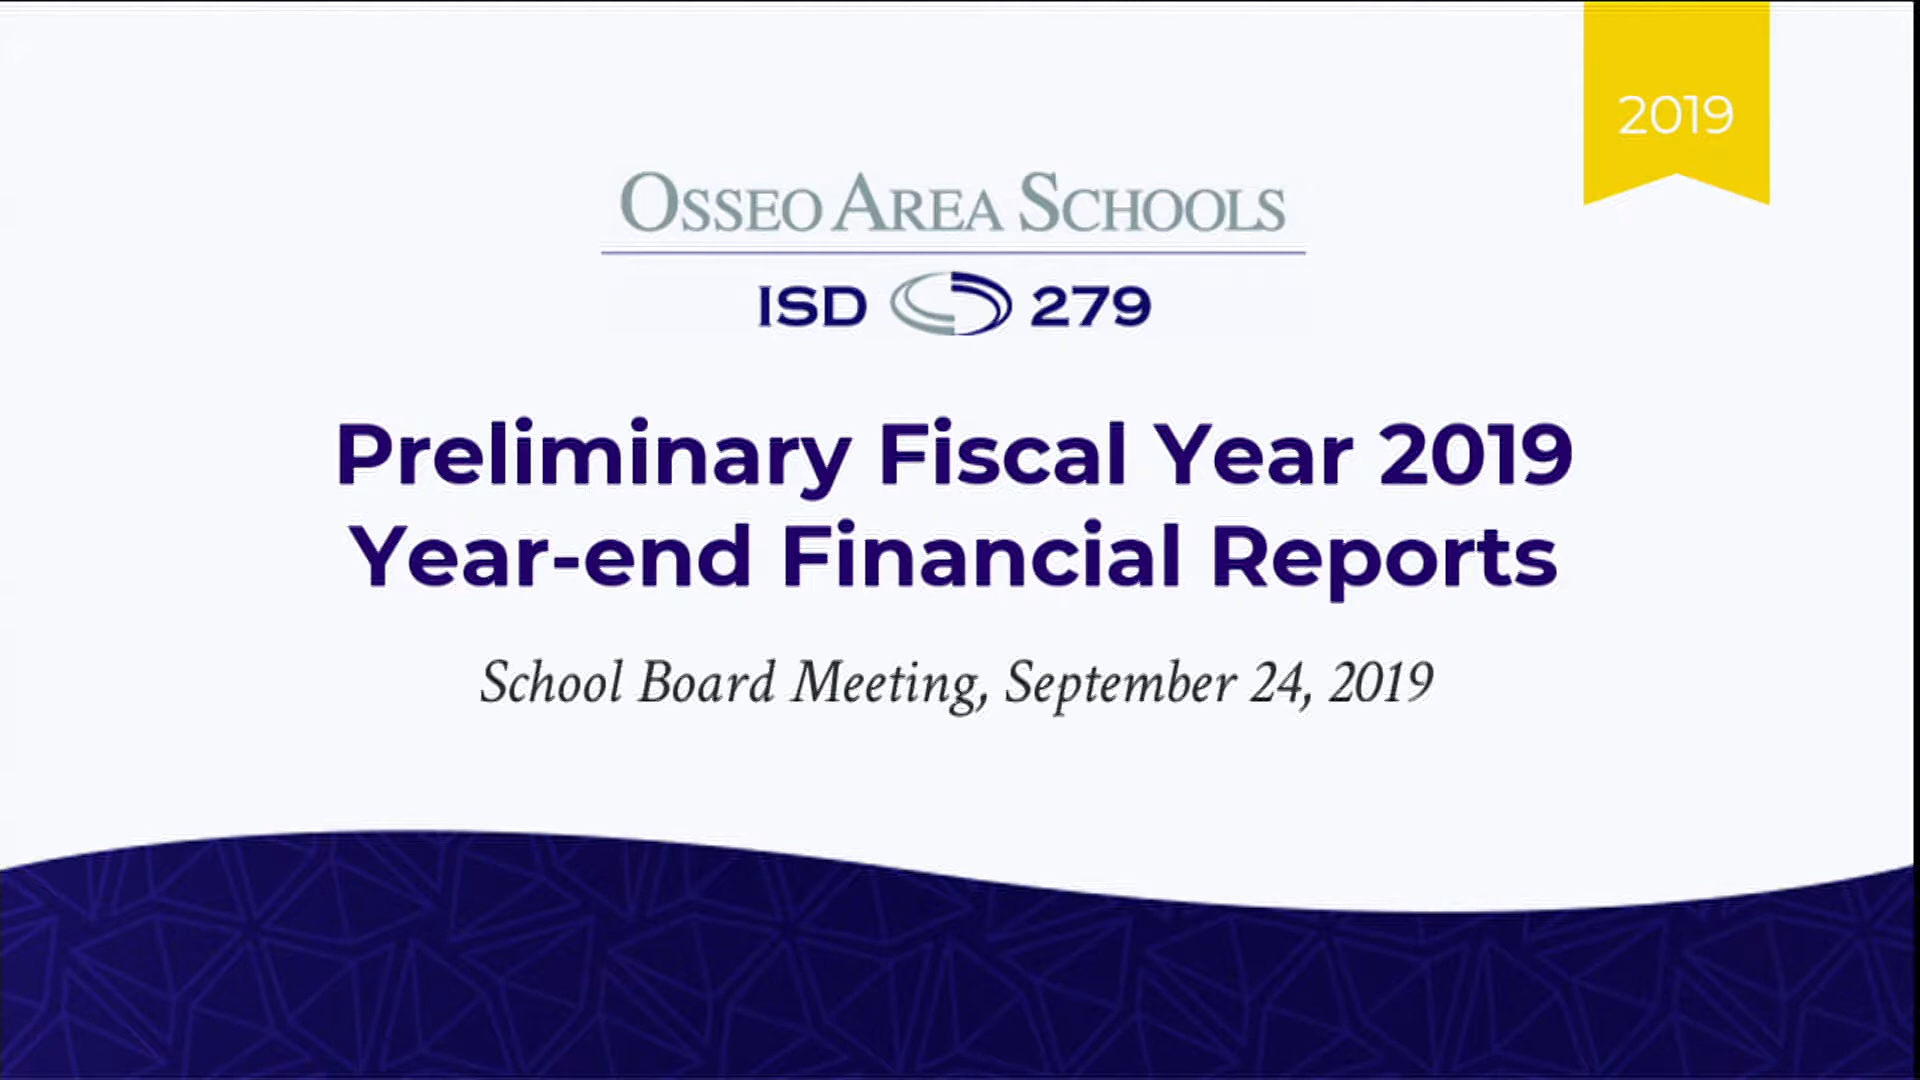 2019
OSSEO AREA SCHOOLS
ISD 279
Preliminary Fiscal Year 2019
Year-end Financial Reports
School Board Meeting, September 24, 2019